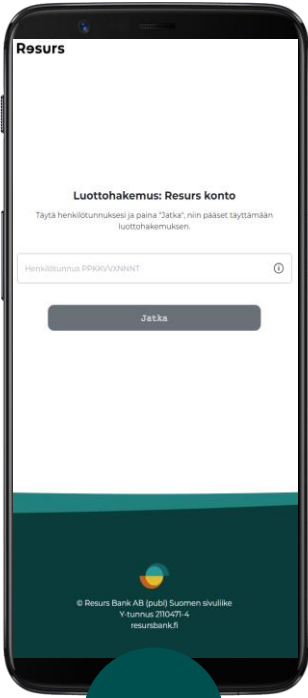 Resurs
Luottohakemus: Resurs konto
Täytä henkilötunnuksesi ja paina "Jatka", niin pääset täyttämään
luottohakemuksen.
Henkilötunnus PPKKVVXNNNT
Jatka
© Resurs Bank AB (publ) Suomen sivuliike
Y-tunnus 2110471-4
resursbank.fi